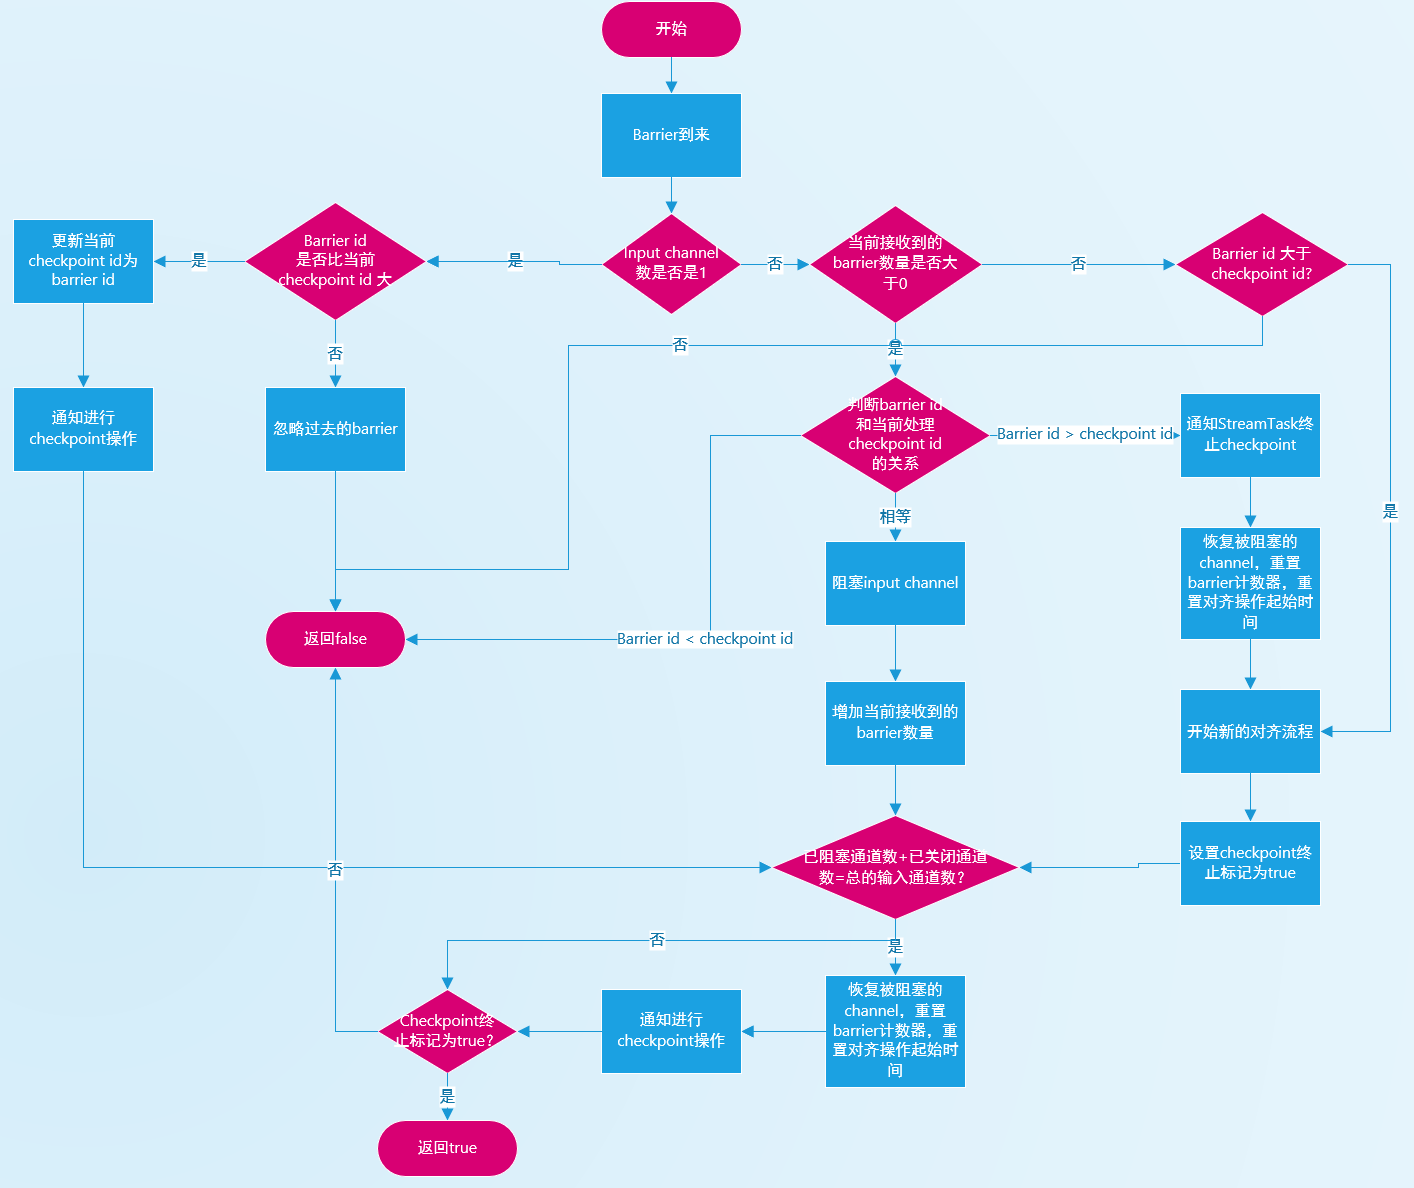 开始
Barrier到来
Input channel
数是否是1
是
否
Barrier id
是否比当前
checkpoint id 大
是
更新当前
checkpoint id为
barrier id
当前接收到的
barrier数量是否大
于0
否
Barrier id 大于
checkpoint id?
否
否
是
通知进行
checkpoint操作
忽略过去的barrier
判断barrier id
和当前处理
checkpoint id
的关系
Barrier id > checkpoint id
通知StreamTask终
止checkpoint
是
相等
恢复被阻塞的
channel，重置
barrier计数器，重
置对齐操作起始时
间
阻塞input channel
返回false
Barrier id < checkpoint id
增加当前接收到的
barrier数量
开始新的对齐流程
否
已阻塞通道数+已关闭通道
数=总的输入通道数？
设置checkpoint终
止标记为true
否
是
Checkpoint终
止标记为true？
通知进行
checkpoint操作
恢复被阻塞的
channel，重置
barrier计数器，重
置对齐操作起始时
间
是
返回true